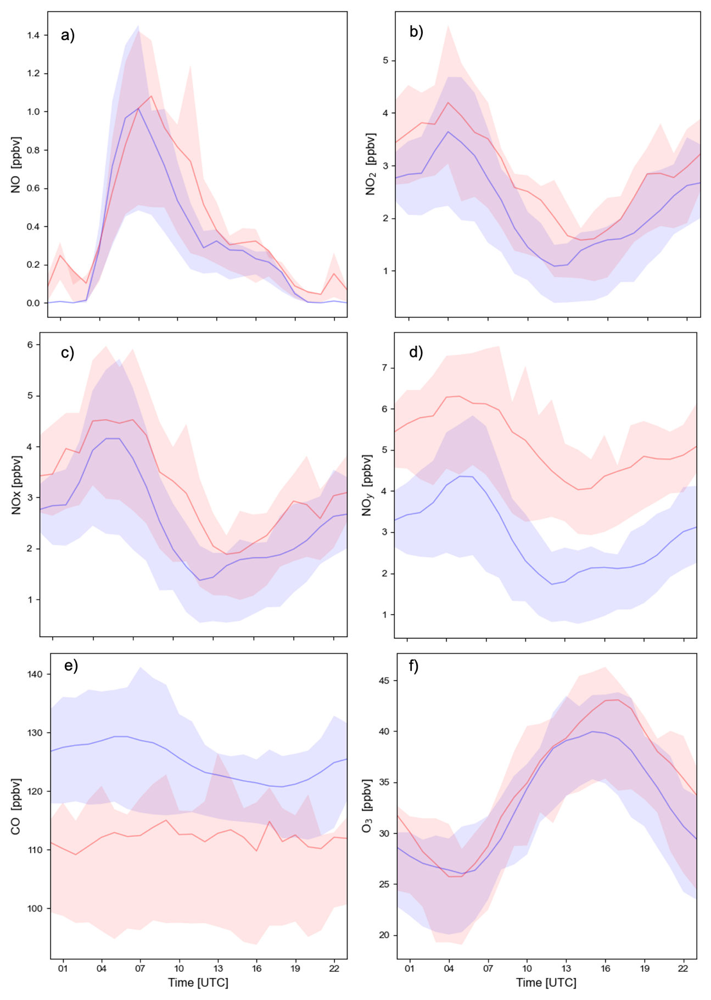 a)
1.4
1.2
1.0
0.8
0.6
0.4
0.2
0.0
NO [ppbv]
b)
5
4
3
2
1
NO₂ [ppbv]
c)
6
5
4
3
2
1
NOx [ppbv]
d)
7
6
5
4
3
2
1
NOy [ppbv]
e)
140
130
120
110
100
CO [ppbv]
01 04 07 10 13 16 19 22
Time [UTC]
f)
45
40
35
30
25
20
O₃ [ppbv]
01 04 07 10 13 16 19 22
Time [UTC]